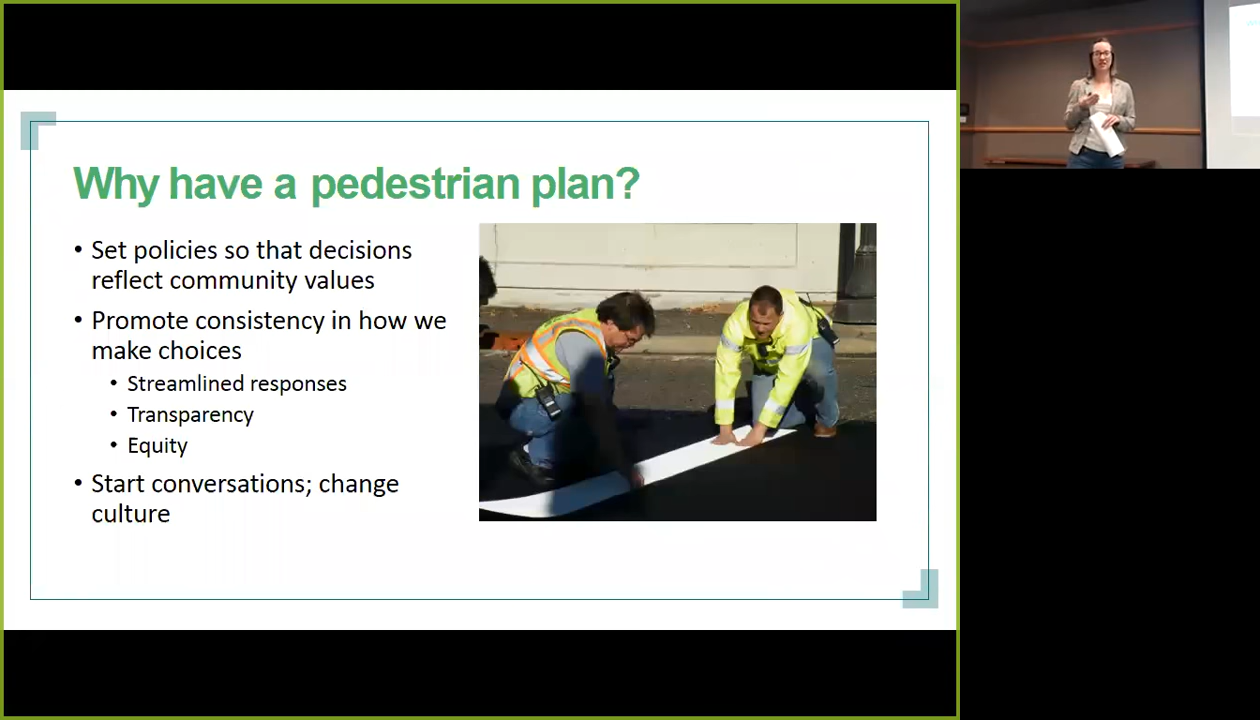 Why have a pedestrian plan?
• Set policies so that decisions
reflect community values
• Promote consistency in how we
make choices
• Streamlined responses
• Transparency
• Equity
• Start conversations; change
culture